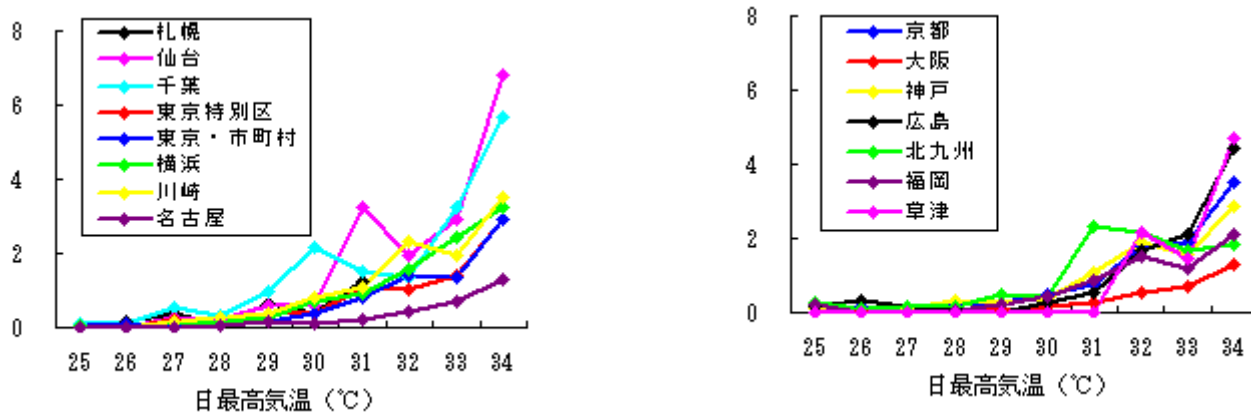 8
6
4
2
0
札幌
仙台
千葉
東京特別区
東京・市町村
横浜
川崎
名古屋
25 26 27 28 29 30 31 32 33 34
日最高気温（℃）
8
6
4
2
0
京都
大阪
神戸
広島
北九州
福岡
草津
25 26 27 28 29 30 31 32 33 34
日最高気温（℃）